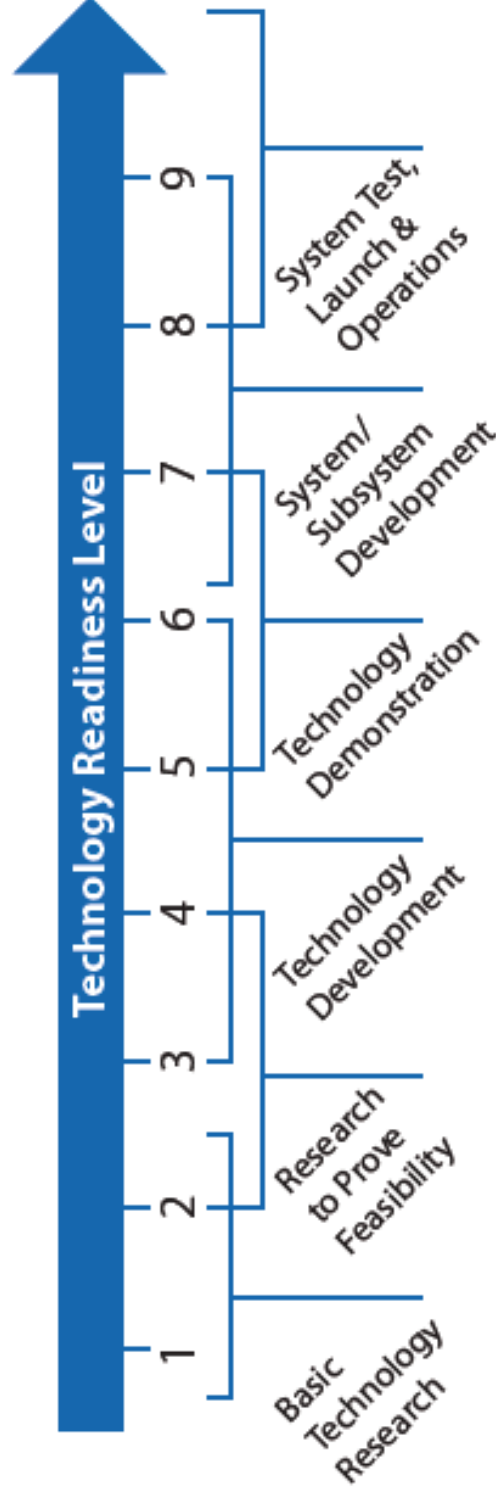 Technology Readiness Level
1
2
3
4
5
6
7
8
9
Basic
Technology
Research
Research
to Prove
Feasibility
Technology
Development
Technology
Demonstration
System/
Subsystem
Development
System Test,
Launch &
Operations